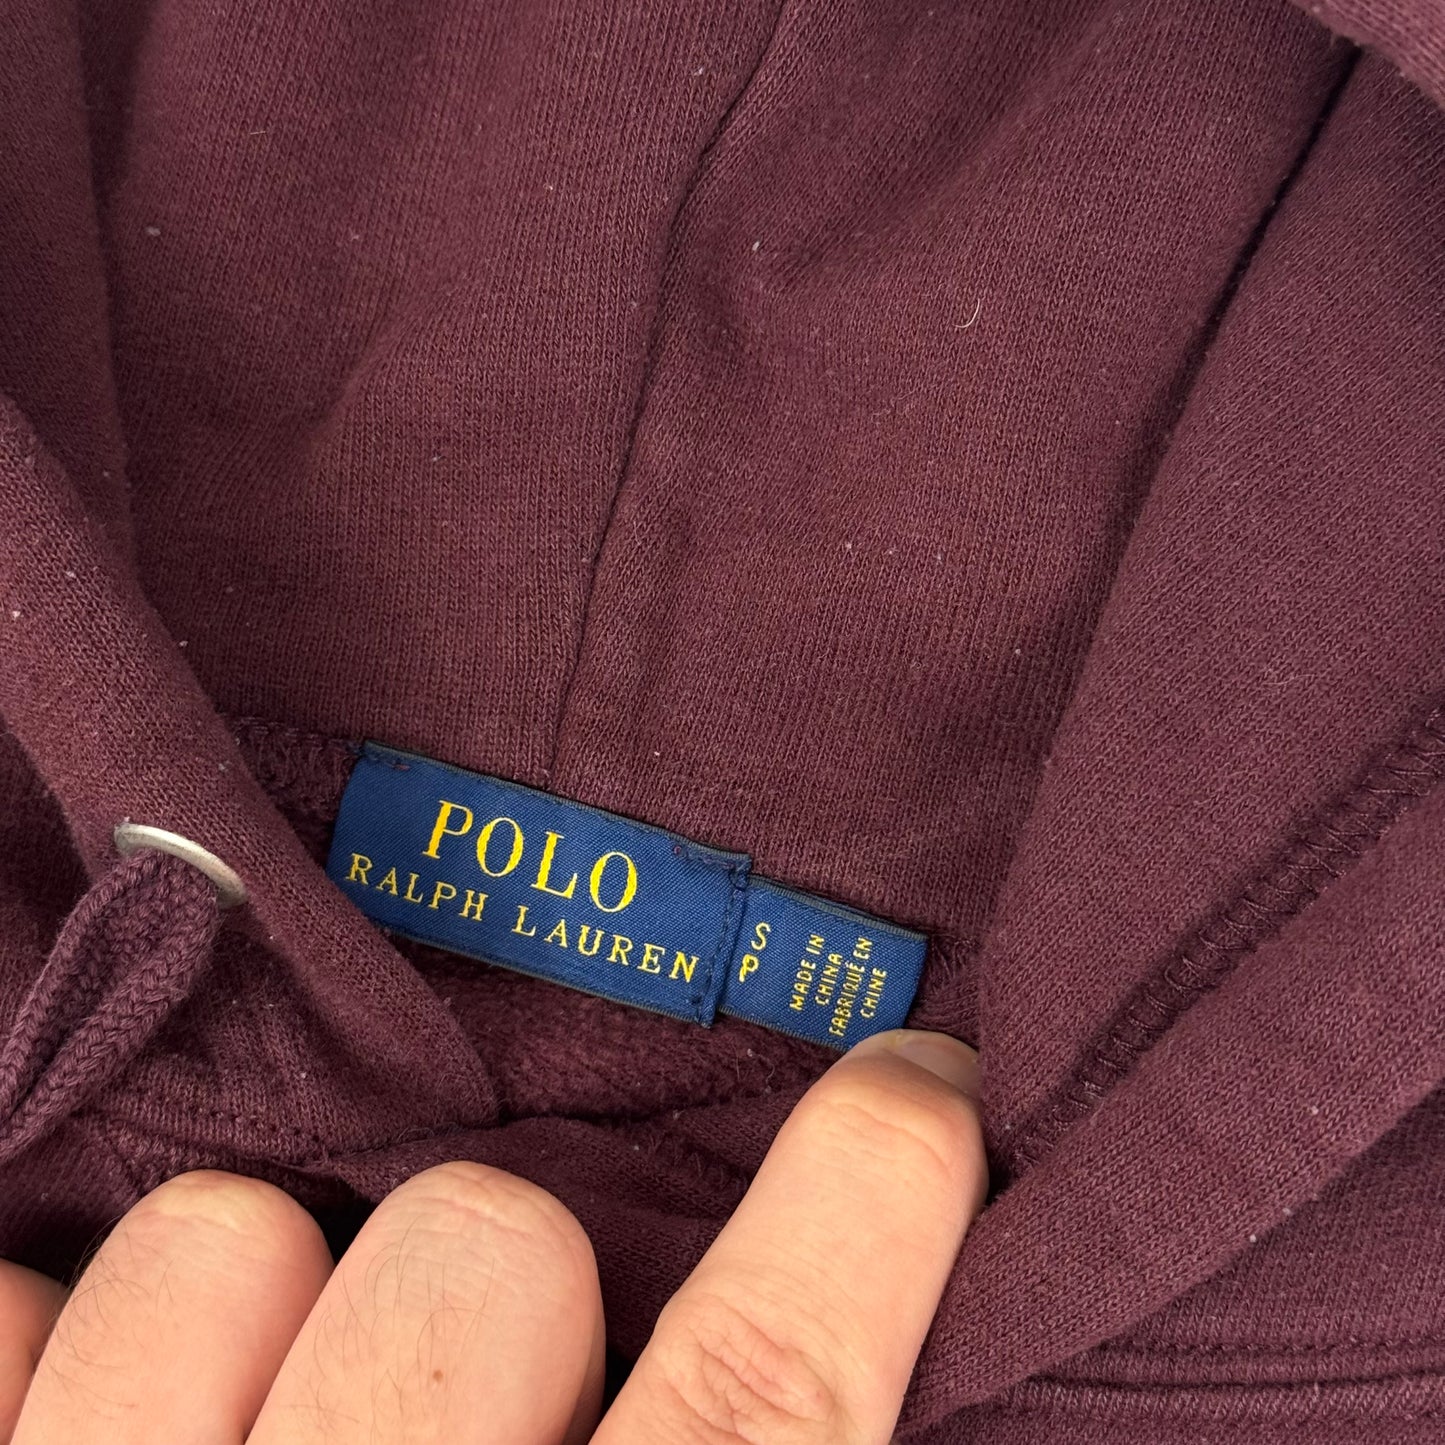 POLO
RALPH LAUREN
S
P
MADE IN
CHINA
FABRIQUÉ EN
CHINE